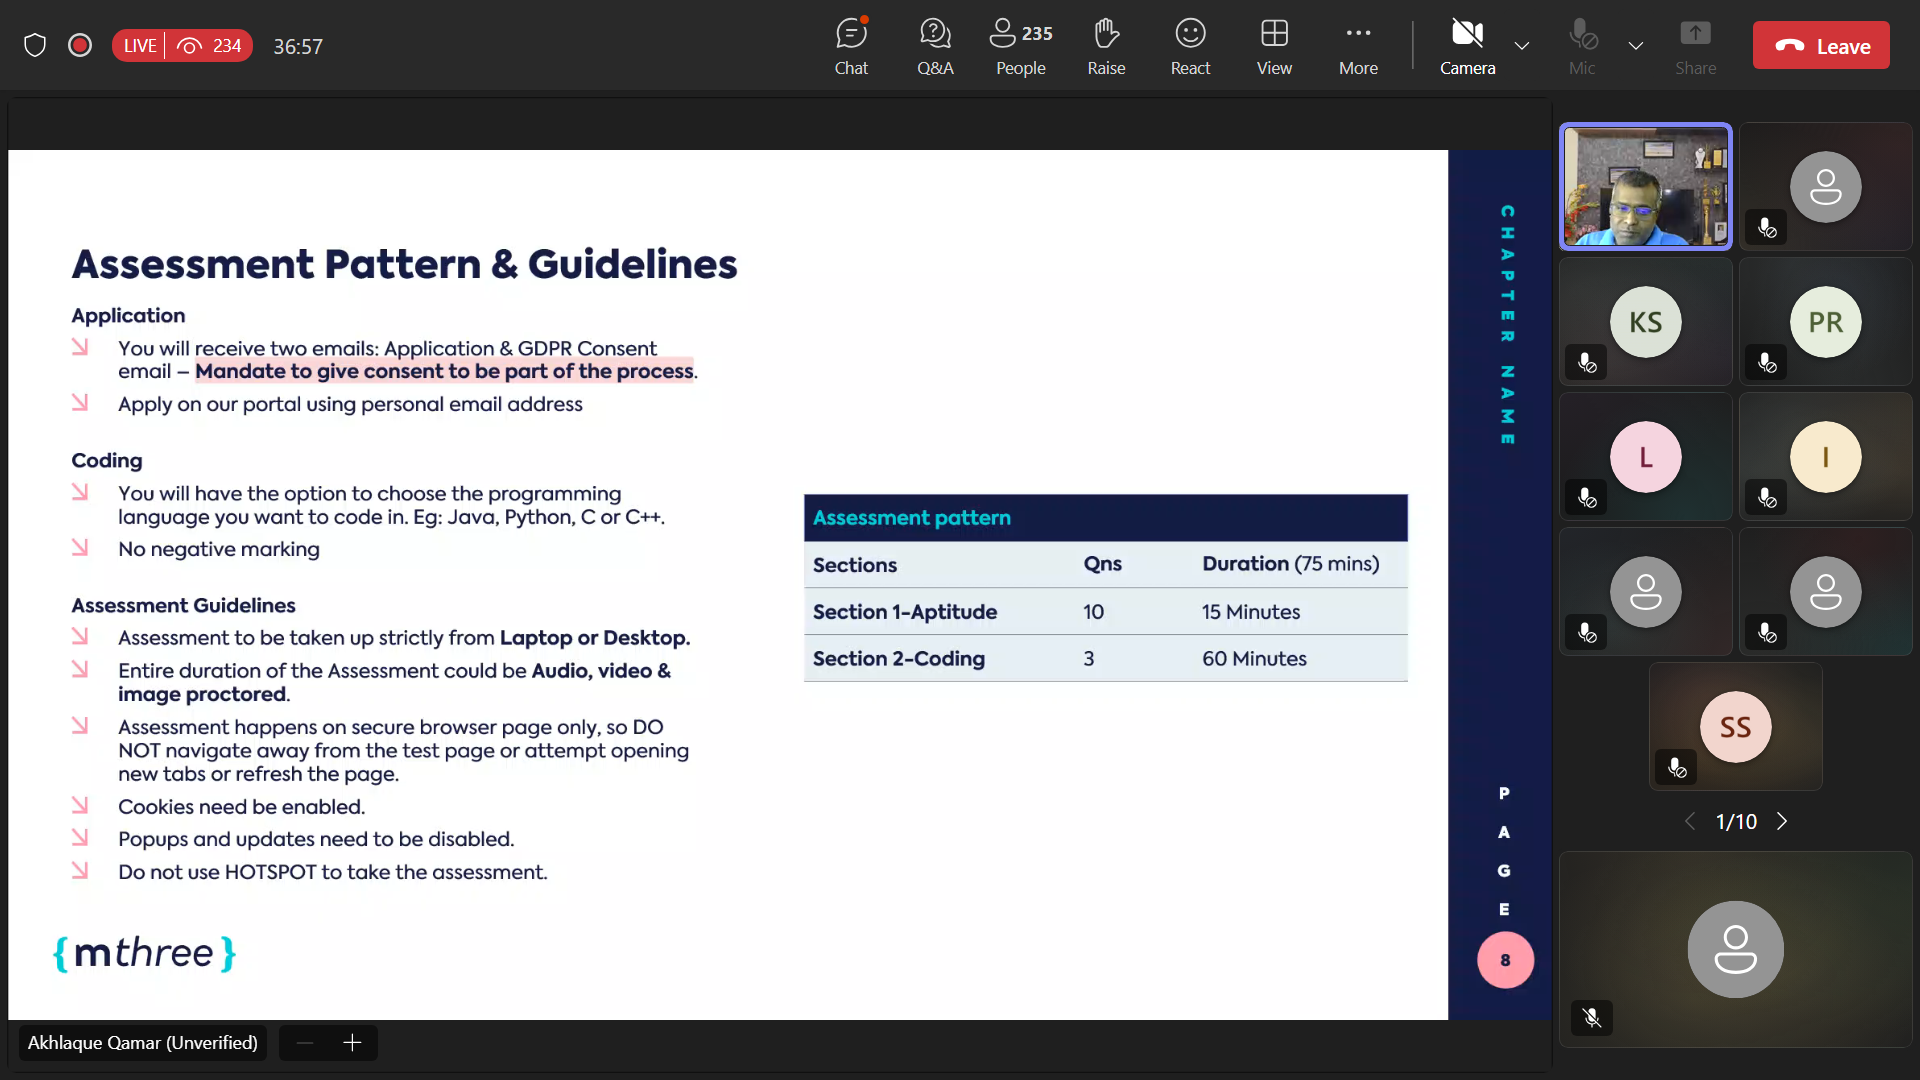 LIVE 234 36:57
Chat
Q&A
235
People
Raise
React
View
More
Camera
Mic
Share
Leave
Assessment Pattern & Guidelines
Application
You will receive two emails: Application & GDPR Consent
email – Mandate to give consent to be part of the process.
Apply on our portal using personal email address
Coding
You will have the option to choose the programming
language you want to code in. Eg: Java, Python, C or C++.
No negative marking
Assessment Guidelines
Assessment to be taken up strictly from Laptop or Desktop.
Entire duration of the Assessment could be Audio, video &
image proctored.
Assessment happens on secure browser page only, so DO
NOT navigate away from the test page or attempt opening
new tabs or refresh the page.
Cookies need be enabled.
Popups and updates need to be disabled.
Do not use HOTSPOT to take the assessment.
{mthree}
Assessment pattern
Sections Qns Duration (75 mins)
Section 1-Aptitude 10 15 Minutes
Section 2-Coding 3 60 Minutes
CHAPTER NAME
PAGE
8
KS
PR
L
I
SS
1/10
Akhlaque Qamar (Unverified)